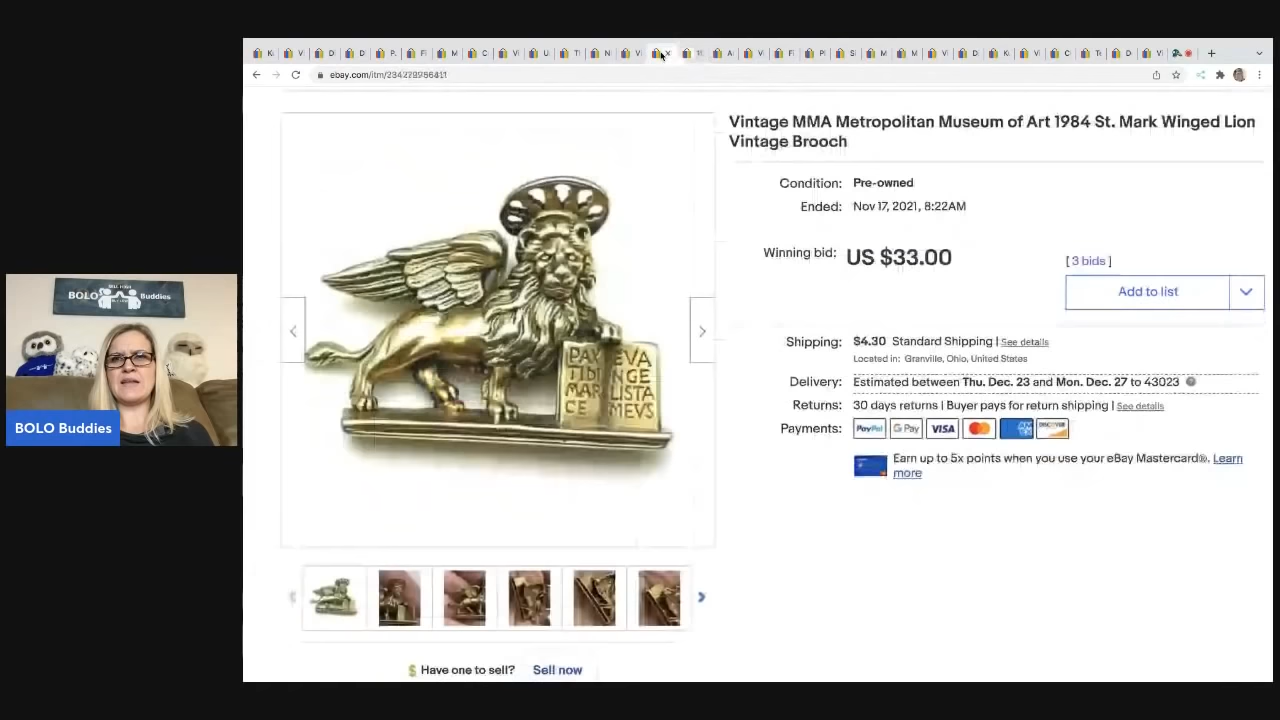 ebay.com/itm/234279956411
Vintage MMA Metropolitan Museum of Art 1984 St. Mark Winged Lion
Vintage Brooch
Condition: Pre-owned
Ended: Nov 17, 2021, 8:22AM
Winning bid: US $33.00
[ 3 bids ]
Add to list
PAX EVA
TIBI NGE
MAR LISTA
CE MEVS
Shipping: $4.30 Standard Shipping | See details
Located in: Granville, Ohio, United States
Delivery: Estimated between Thu. Dec. 23 and Mon. Dec. 27 to 43023
Returns: 30 days returns | Buyer pays for return shipping | See details
Payments: PayPal G Pay VISA DISCOVER
Earn up to 5x points when you use your eBay Mastercard®. Learn
more
BOLO Buddies
BOLO Buddies
Have one to sell? Sell now